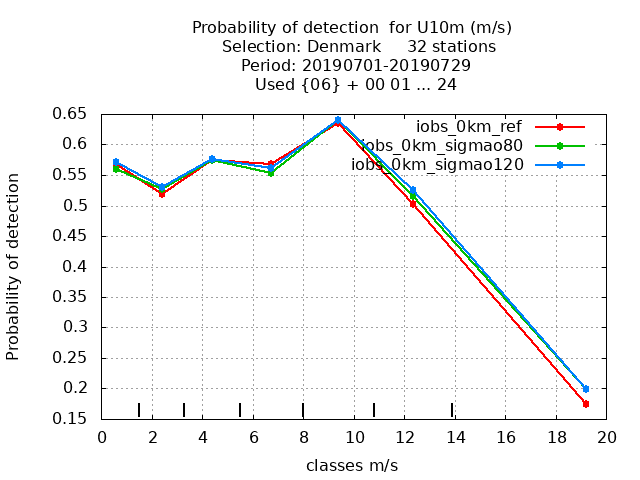 Probability of detection  for U10m (m/s)
Selection: Denmark     32 stations
Period: 20190701-20190729
Used {06} + 00 01 ... 24
iobs_0km_ref
iobs_0km_sigmao80
iobs_0km_sigmao120
Probability of detection
0.65
0.6
0.55
0.5
0.45
0.4
0.35
0.3
0.25
0.2
0.15
0 2 4 6 8 10 12 14 16 18 20
classes m/s